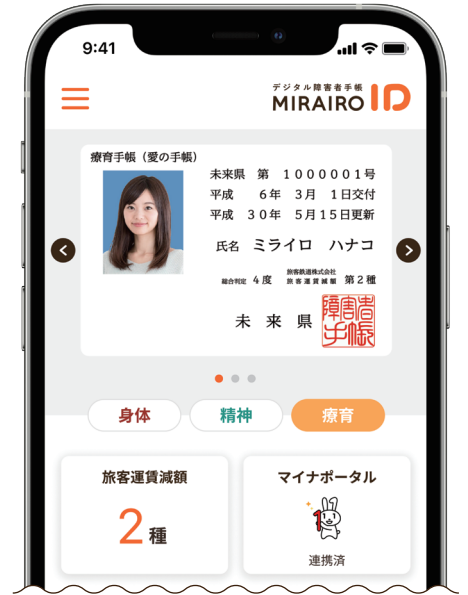 9:41
デジタル障害者手帳
MIRAIRO ID
療育手帳（愛の手帳）
未来県 第 1000001号
平成 6年 3月 1日交付
平成 30年 5月15日更新
氏名 ミライロ ハナコ
総合判定 4度 旅客鉄道株式会社
旅客運賃減額 第2種
未来県
障害者
手帳
身体
精神
療育
旅客運賃減額
2種
マイナポータル
1
連携済